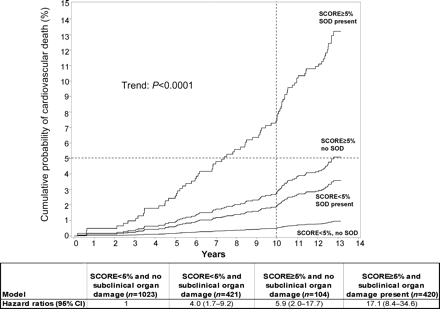 15
14
13
12
11
10
9
8
7
6
5
4
3
2
1
0
Cumulative probability of cardiovascular death (%)
Trend: P<0.0001
SCORE≥5%
SOD present
SCORE≥5%
no SOD
SCORE<5%
SOD present
SCORE<5%, no SOD
0 1 2 3 4 5 6 7 8 9 10 11 12 13 14
Years
Model
SCORE<5% and no
subclinical organ
damage (n=1023)
SCORE<5% and
subclinical organ
damage (n=421)
SCORE≥5% and no
subclinical organ
damage (n=104)
SCORE≥5% and subclinical organ
damage present (n=420)
Hazard ratios (95% CI) 1 4.0 (1.7–9.2) 5.9 (2.0–17.7) 17.1 (8.4–34.6)